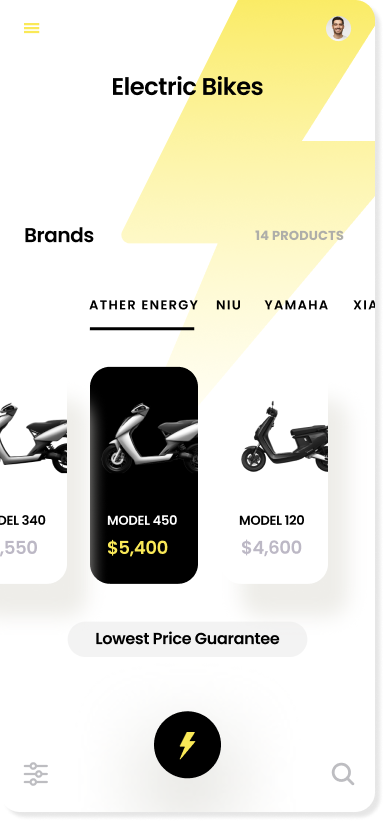 Electric Bikes
Brands
14 PRODUCTS
ATHER ENERGY NIU YAMAHA XIA
DEL 340
,550
MODEL 450
$5,400
MODEL 120
$4,600
Lowest Price Guarantee